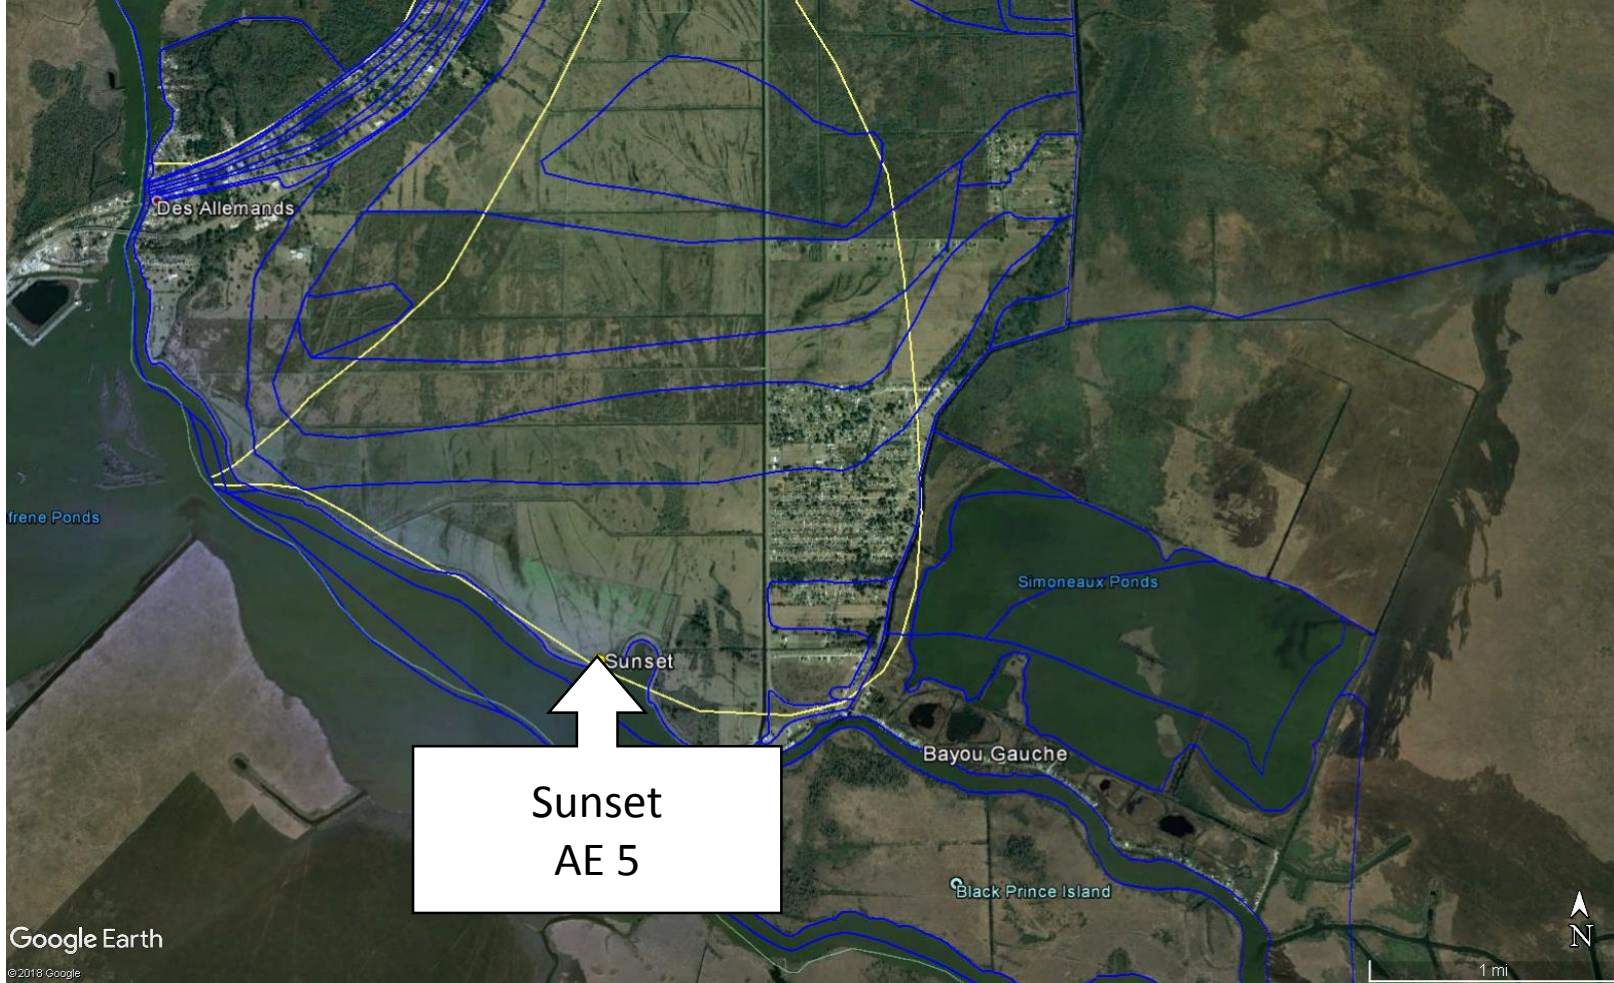 Des Allemands
frene Ponds
Simoneaux Ponds
Sunset
Bayou Gauche
Sunset
AE 5
Black Prince Island
Google Earth
N
©2018 Google
1 mi